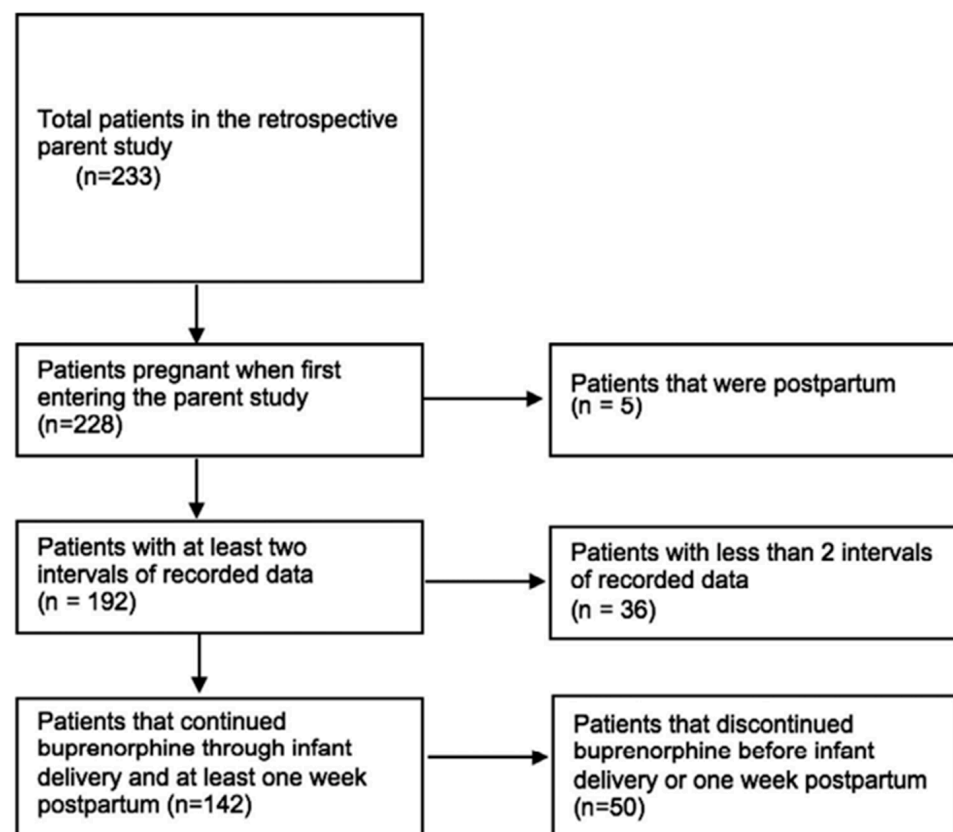 Total patients in the retrospective
parent study
(n=233)
Patients pregnant when first
entering the parent study
(n=228)
Patients that were postpartum
(n = 5)
Patients with at least two
intervals of recorded data
(n = 192)
Patients with less than 2 intervals
of recorded data
(n = 36)
Patients that continued
buprenorphine through infant
delivery and at least one week
postpartum (n=142)
Patients that discontinued
buprenorphine before infant
delivery or one week postpartum
(n=50)